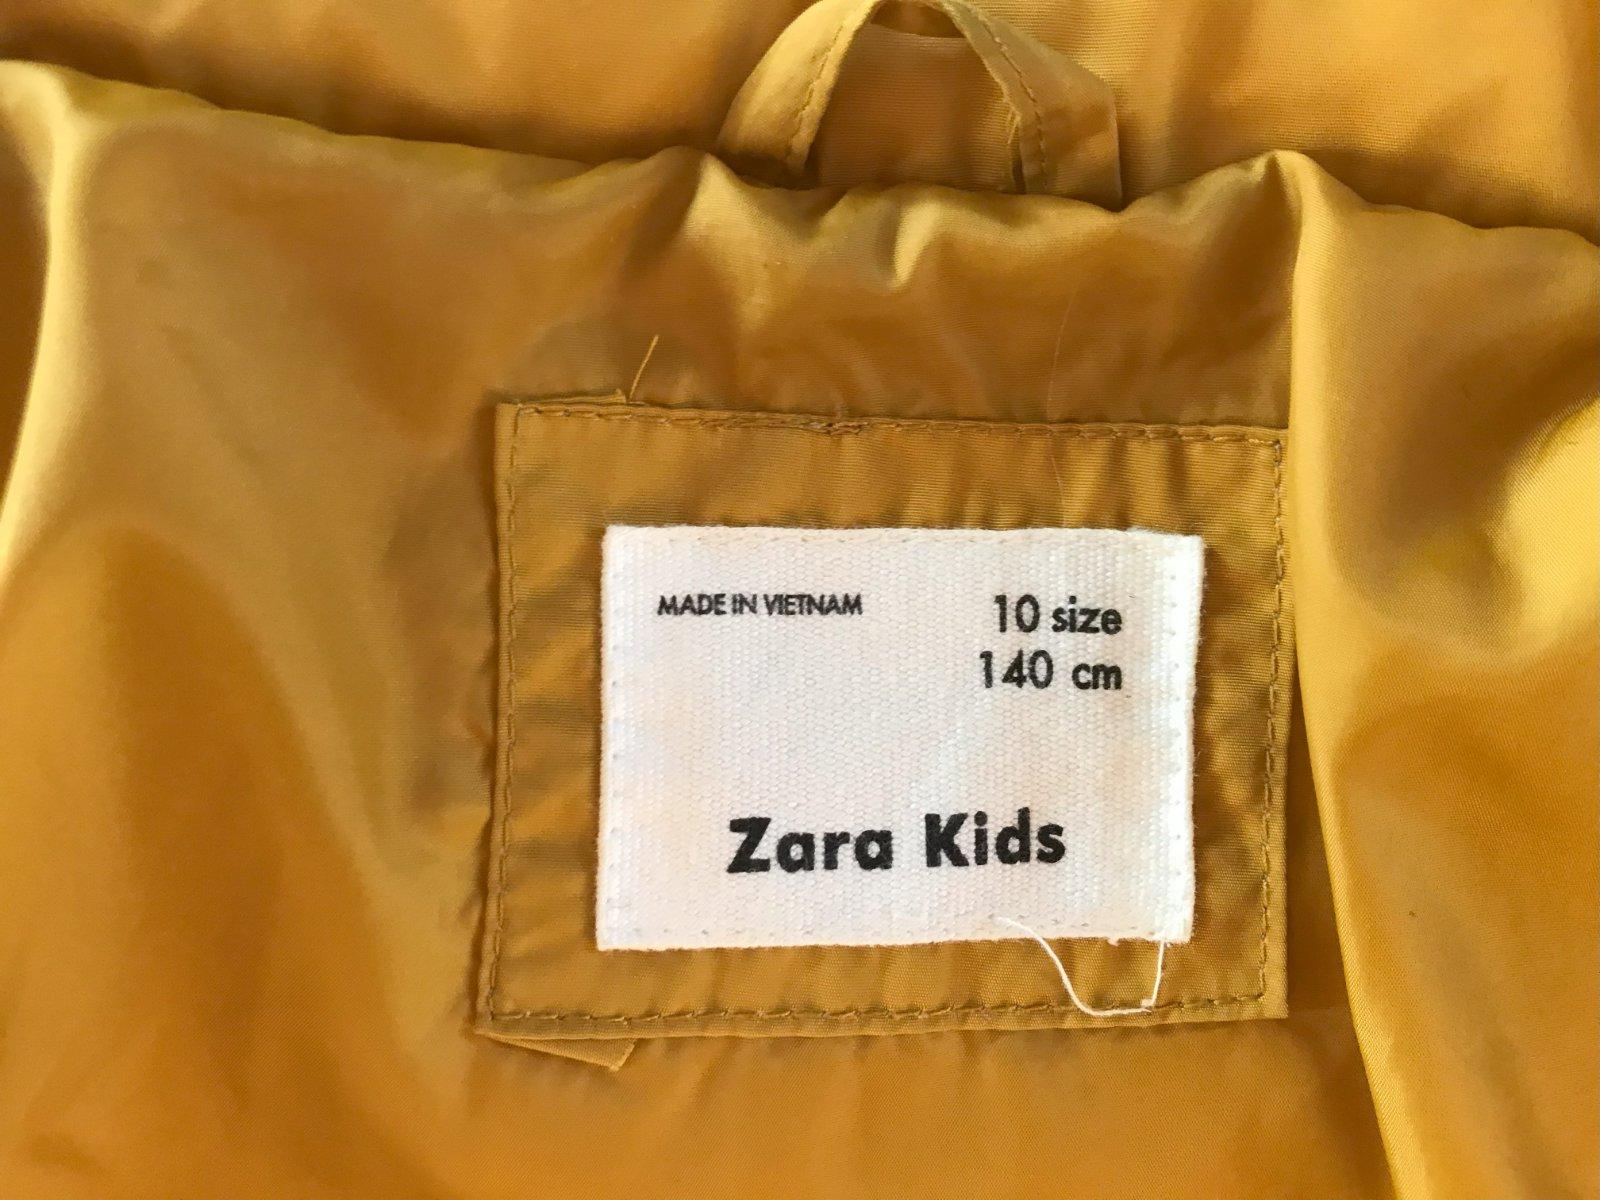 MADE IN VIETNAM
10 size
140 cm
Zara Kids